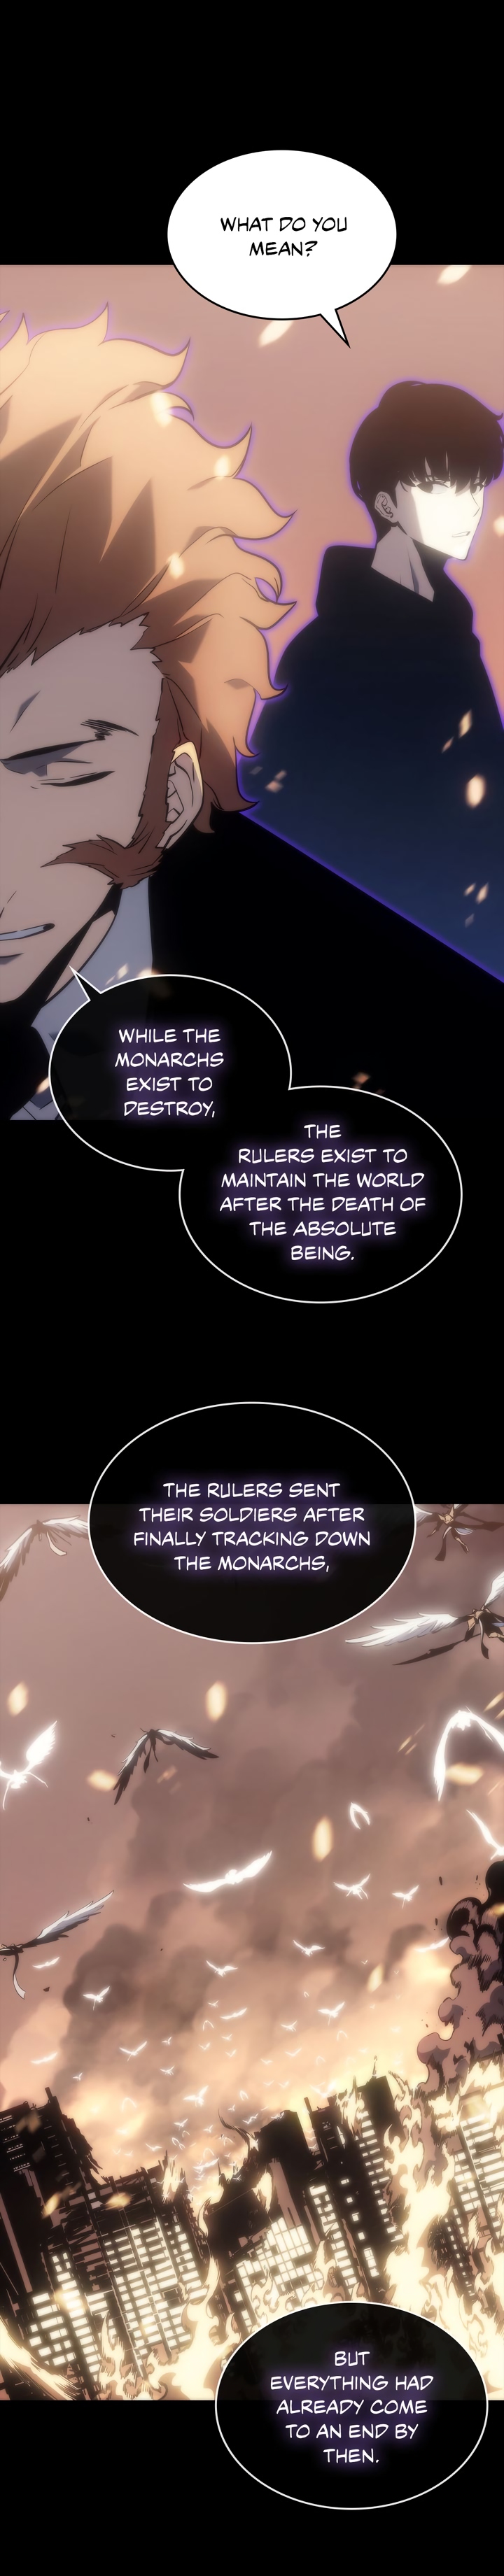 WHAT DO YOU
MEAN?
WHILE THE
MONARCHS
EXIST TO
DESTROY,
THE
RULERS EXIST TO
MAINTAIN THE WORLD
AFTER THE DEATH OF
THE ABSOLUTE
BEING.
THE RULERS SENT
THEIR SOLDIERS AFTER
FINALLY TRACKING DOWN
THE MONARCHS,
BUT
EVERYTHING HAD
ALREADY COME
TO AN END BY
THEN.